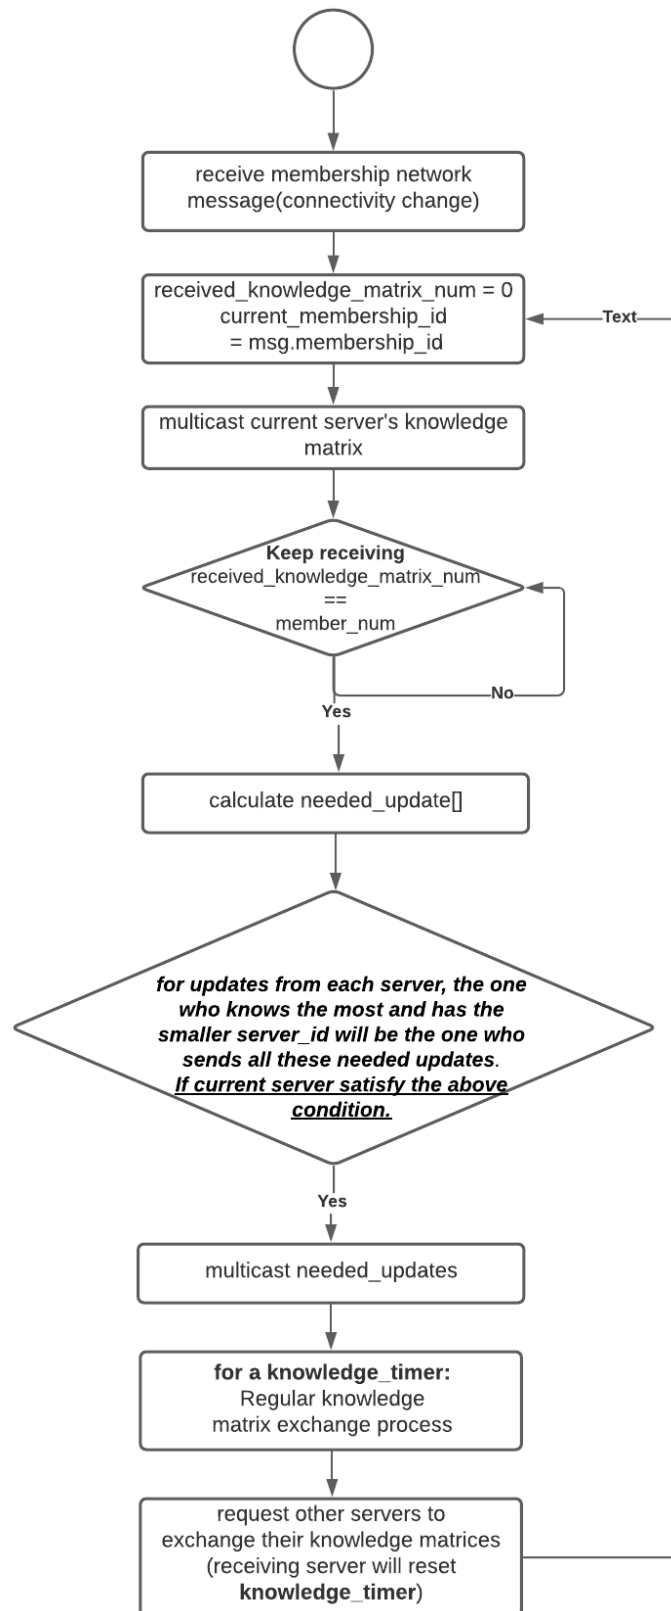 receive membership network
message(connectivity change)
received_knowledge_matrix_num = 0
current_membership_id
= msg.membership_id
Text
multicast current server's knowledge
matrix
Keep receiving
received_knowledge_matrix_num
==
member_num
No
Yes
calculate needed_update[]
for updates from each server, the one
who knows the most and has the
smaller server_id will be the one who
sends all these needed updates.
If current server satisfy the above
condition.
Yes
multicast needed_updates
for a knowledge_timer:
Regular knowledge
matrix exchange process
request other servers to
exchange their knowledge matrices
(receiving server will reset
knowledge_timer)